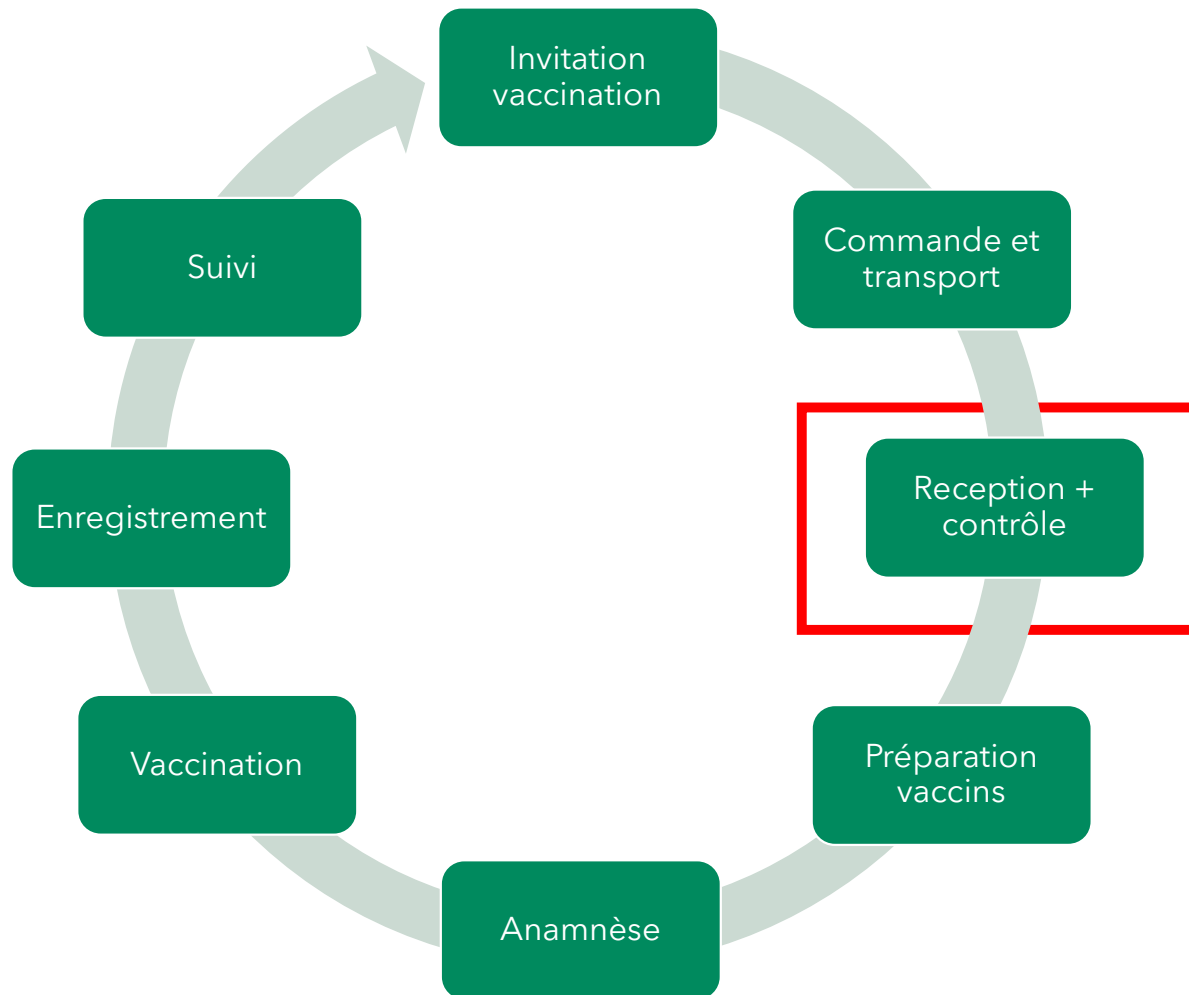 Invitation
vaccination
Commande et
transport
Reception +
contrôle
Préparation
vaccins
Anamnèse
Vaccination
Enregistrement
Suivi